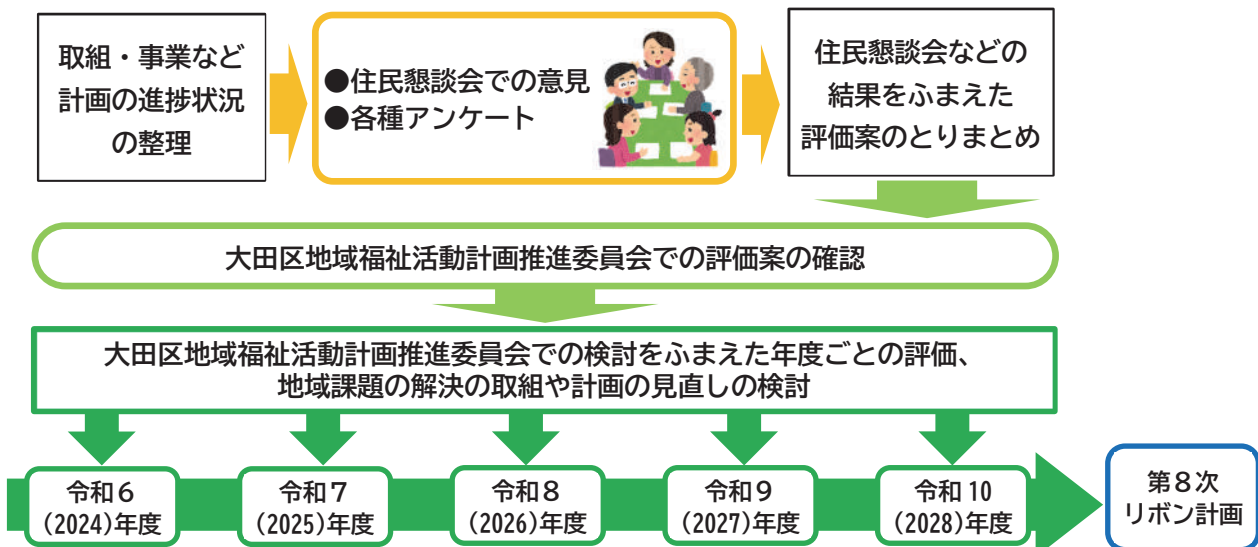 取組・事業など
計画の進捗状況
の整理
●住民懇談会での意見
●各種アンケート
住民懇談会などの
結果をふまえた
評価案のとりまとめ
大田区地域福祉活動計画推進委員会での評価案の確認
大田区地域福祉活動計画推進委員会での検討をふまえた年度ごとの評価、
地域課題の解決の取組や計画の見直しの検討
令和6
(2024)年度
令和7
(2025)年度
令和8
(2026)年度
令和9
(2027)年度
令和10
(2028)年度
第8次
リボン計画